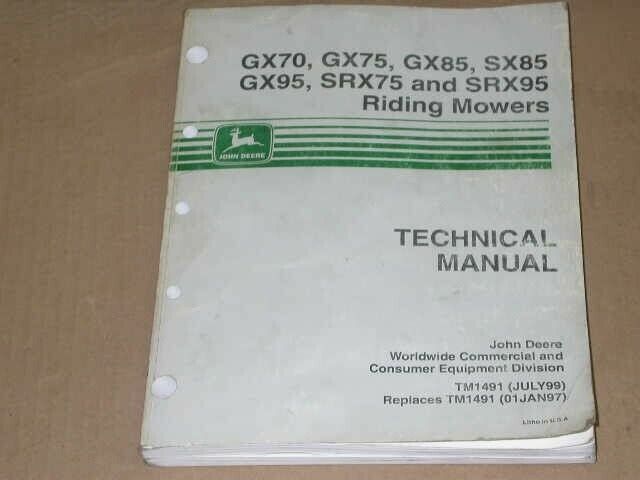 GX70, GX75, GX85, SX85
GX95, SRX75 and SRX95
Riding Mowers
JOHN DEERE
TECHNICAL
MANUAL
John Deere
Worldwide Commercial and
Consumer Equipment Division
TM1491 (JULY99)
Replaces TM1491 (01JAN97)
Litho in U.S.A